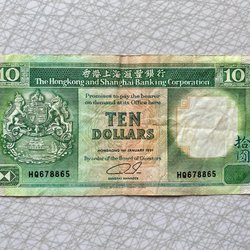 10 香港上海滙豐銀行 10
The Hongkong and Shanghai Banking Corporation
Promises to pay the bearer
on demand at its Office here
TEN
DOLLARS
HONGKONG 1ST JANUARY 1991
By order of the Board of Directors
HQ678865 HQ678865
拾
圓